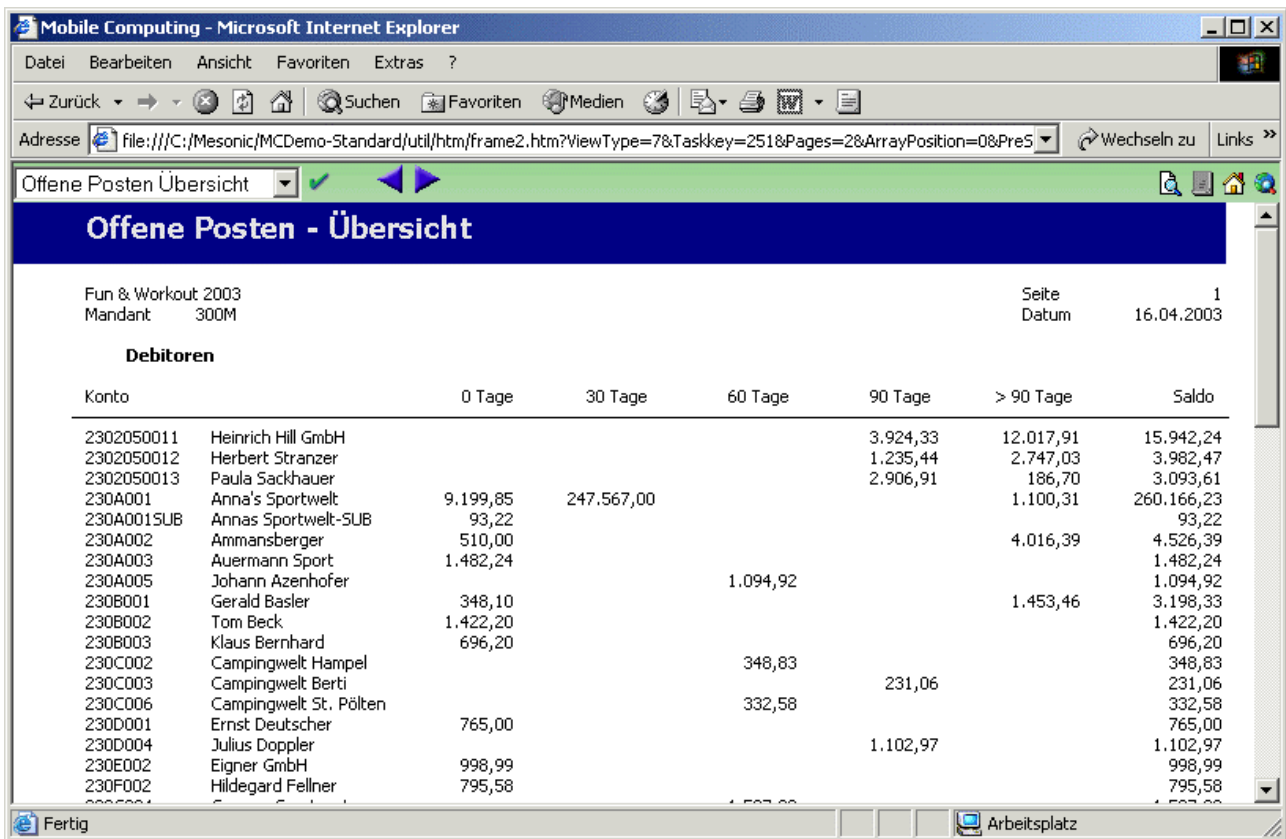 Mobile Computing - Microsoft Internet Explorer
Datei Bearbeiten Ansicht Favoriten Extras ?
Zurück Suchen Favoriten Medien
Adresse file:///C:/Mesonic/MCDemo-Standard/util/htm/frame2.htm?ViewType=7&Taskkey=251&Pages=2&ArrayPosition=0&PreS Wechseln zu Links »
Offene Posten Übersicht
Offene Posten - Übersicht
Fun & Workout 2003 Seite 1
Mandant 300M Datum 16.04.2003
Debitoren
Konto 0 Tage 30 Tage 60 Tage 90 Tage > 90 Tage Saldo
2302050011 Heinrich Hill GmbH 3.924,33 12.017,91 15.942,24
2302050012 Herbert Stranzer 1.235,44 2.747,03 3.982,47
2302050013 Paula Sackhauer 2.906,91 186,70 3.093,61
230A001 Anna's Sportwelt 9.199,85 247.567,00 1.100,31 260.166,23
230A001SUB Annas Sportwelt-SUB 93,22 93,22
230A002 Ammansberger 510,00 4.016,39 4.526,39
230A003 Auermann Sport 1.482,24 1.482,24
230A005 Johann Azenhofer 1.094,92 1.094,92
230B001 Gerald Basler 348,10 1.453,46 3.198,33
230B002 Tom Beck 1.422,20 1.422,20
230B003 Klaus Bernhard 696,20 696,20
230C002 Campingwelt Hampel 348,83 348,83
230C003 Campingwelt Berti 231,06 231,06
230C006 Campingwelt St. Pölten 332,58 332,58
230D001 Ernst Deutscher 765,00 765,00
230D004 Julius Doppler 1.102,97 1.102,97
230E002 Eigner GmbH 998,99 998,99
230F002 Hildegard Fellner 795,58 795,58
Fertig Arbeitsplatz